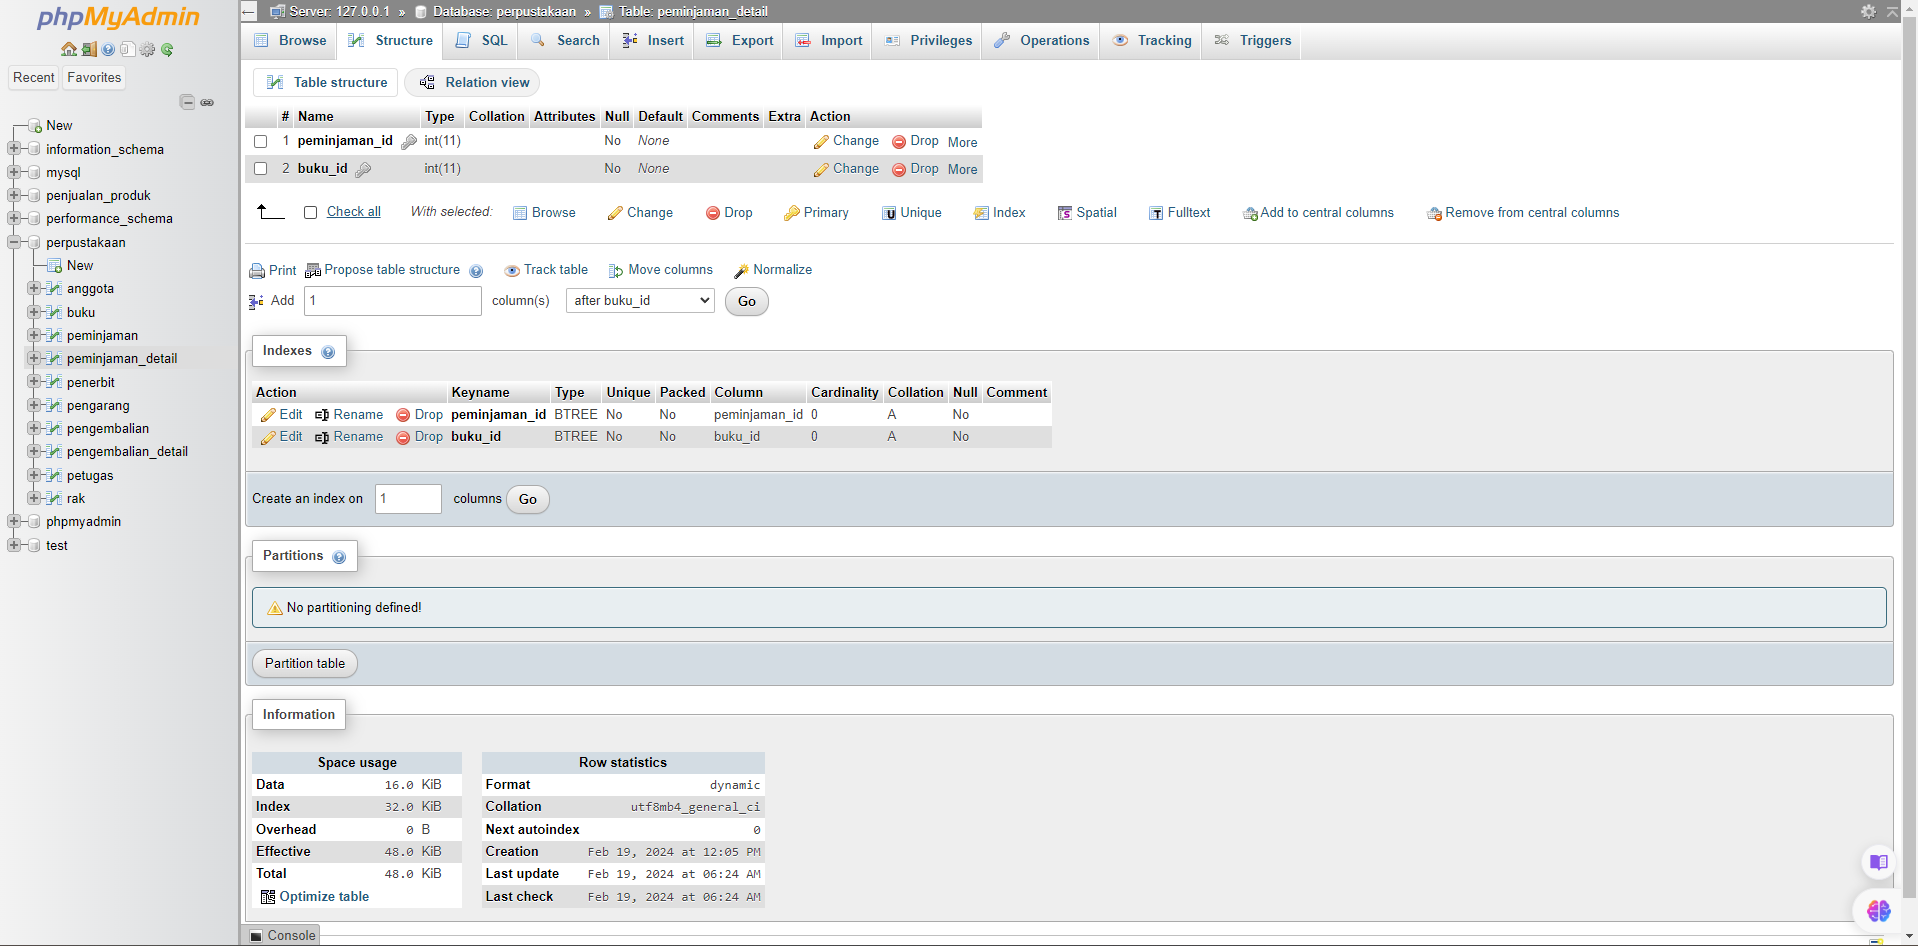 phpMyAdmin
Recent Favorites
New
information_schema
mysql
penjualan_produk
performance_schema
perpustakaan
New
anggota
buku
peminjaman
peminjaman_detail
penerbit
pengarang
pengembalian
pengembalian_detail
petugas
rak
phpmyadmin
test
Server: 127.0.0.1 » Database: perpustakaan » Table: peminjaman_detail
Browse Structure SQL Search Insert Export Import Privileges Operations Tracking Triggers
Table structure Relation view
# Name Type Collation Attributes Null Default Comments Extra Action
1 peminjaman_id int(11) No None Change Drop More
2 buku_id int(11) No None Change Drop More
Check all With selected: Browse Change Drop Primary Unique Index Spatial Fulltext Add to central columns Remove from central columns
Print Propose table structure Track table Move columns Normalize
Add 1 column(s) after buku_id Go
Indexes
Action Keyname Type Unique Packed Column Cardinality Collation Null Comment
Edit Rename Drop peminjaman_id BTREE No No peminjaman_id 0 A No
Edit Rename Drop buku_id BTREE No No buku_id 0 A No
Create an index on 1 columns Go
Partitions
No partitioning defined!
Partition table
Information
Space usage
Data 16.0 KiB
Index 32.0 KiB
Overhead 0 B
Effective 48.0 KiB
Total 48.0 KiB
Optimize table
Row statistics
Format dynamic
Collation utf8mb4_general_ci
Next autoindex 0
Creation Feb 19, 2024 at 12:05 PM
Last update Feb 19, 2024 at 06:24 AM
Last check Feb 19, 2024 at 06:24 AM
Console